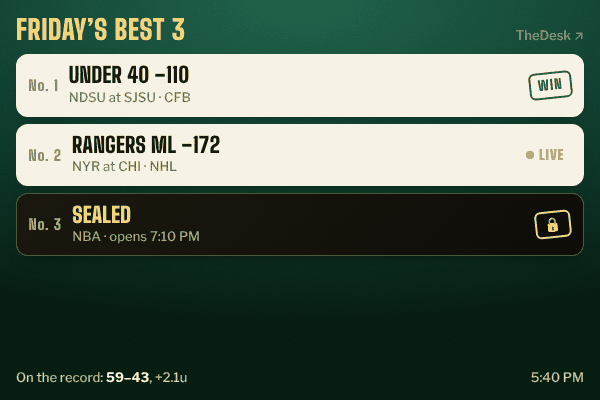 FRIDAY'S BEST 3
TheDesk ↗
No. 1
UNDER 40 −110
NDSU at SJSU · CFB
WIN
No. 2
RANGERS ML −172
NYR at CHI · NHL
LIVE
No. 3
SEALED
NBA · opens 7:10 PM
On the record: 59–43, +2.1u
5:40 PM